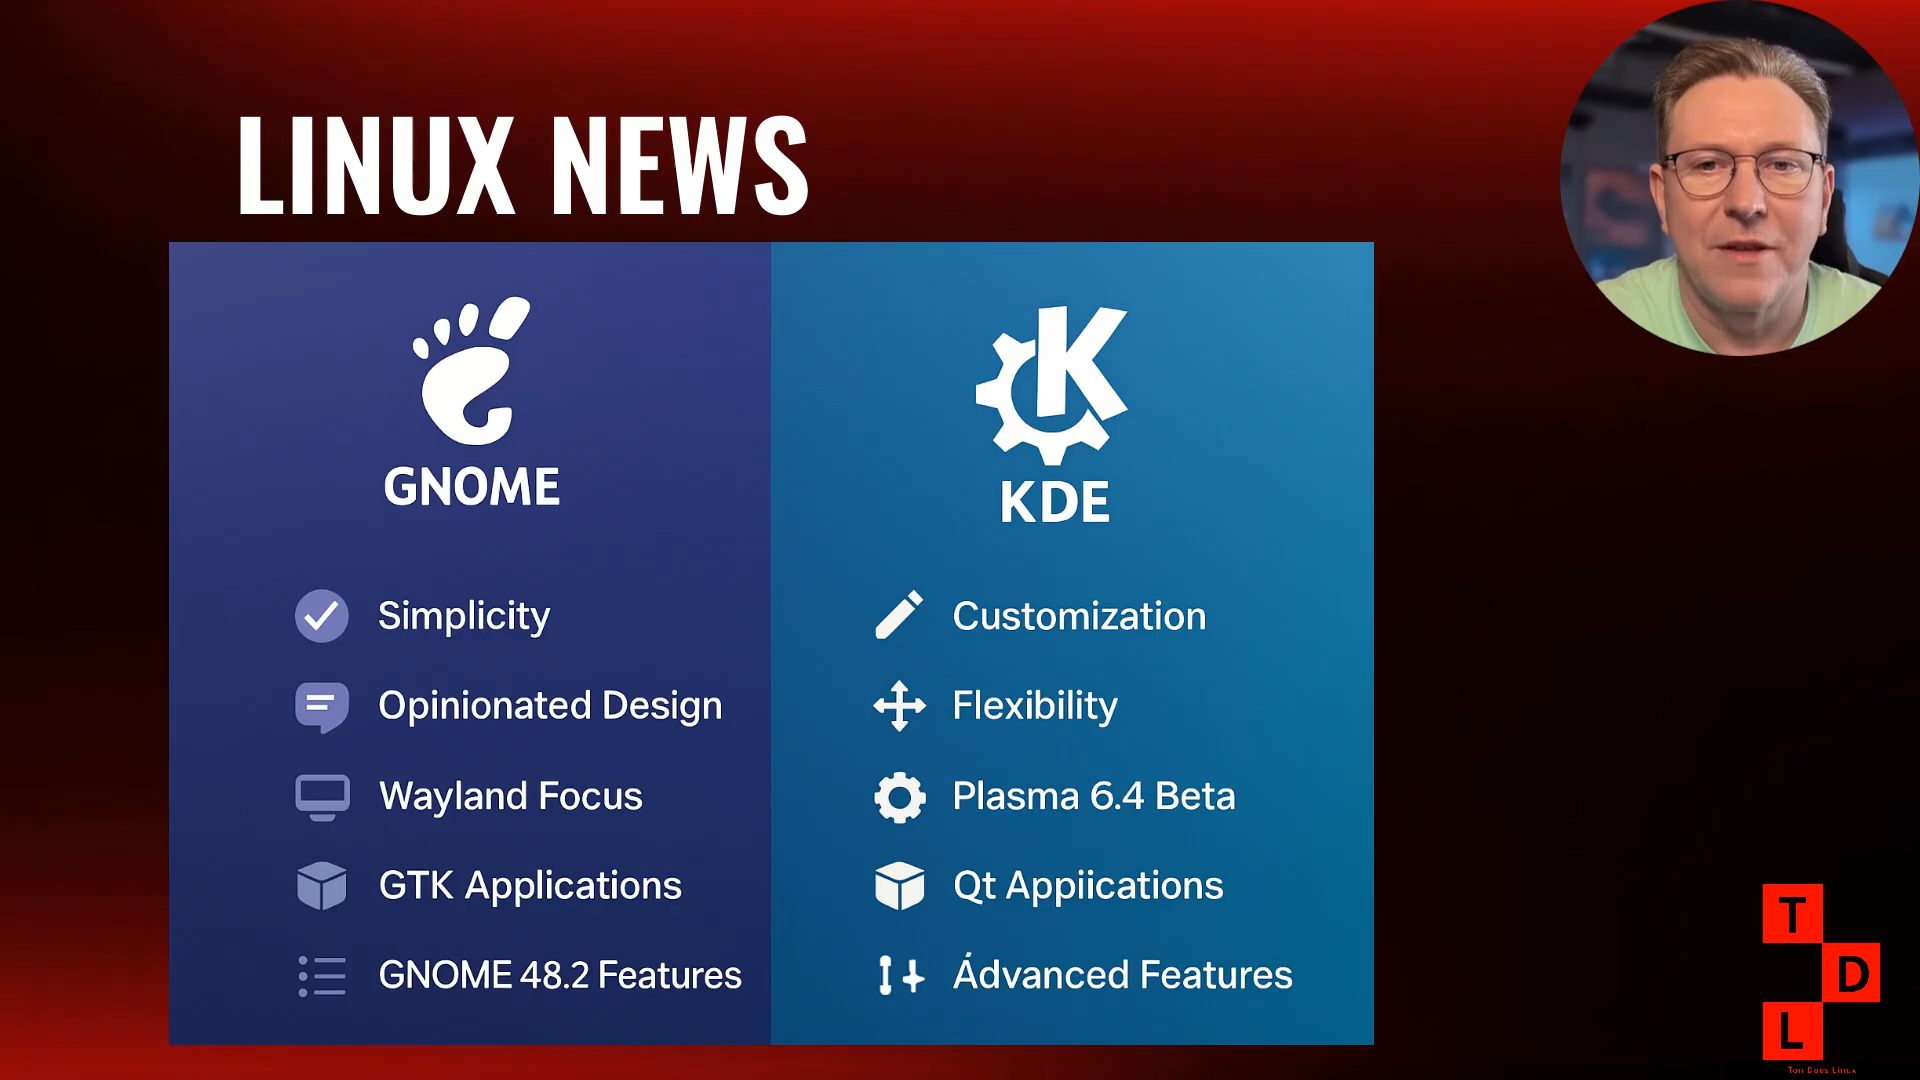 LINUX NEWS
GNOME
Simplicity
Opinionated Design
Wayland Focus
GTK Applications
GNOME 48.2 Features
KDE
Customization
Flexibility
Plasma 6.4 Beta
Qt Appiications
Ádvanced Features
T
D
L